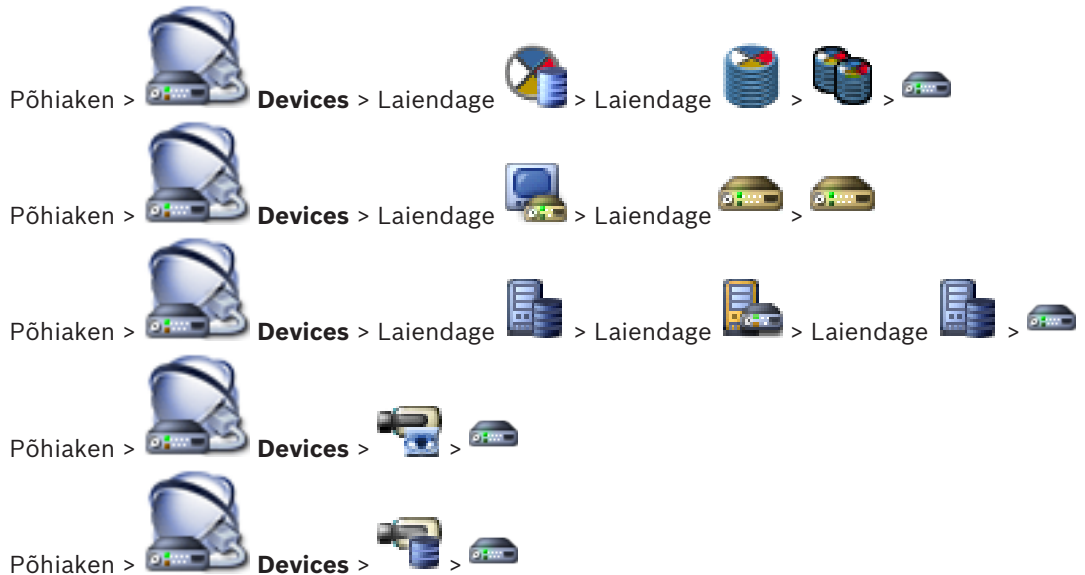 Põhiaken > Devices > Laiendage > Laiendage > >
Põhiaken > Devices > Laiendage > Laiendage >
Põhiaken > Devices > Laiendage > Laiendage > Laiendage >
Põhiaken > Devices > >
Põhiaken > Devices > >